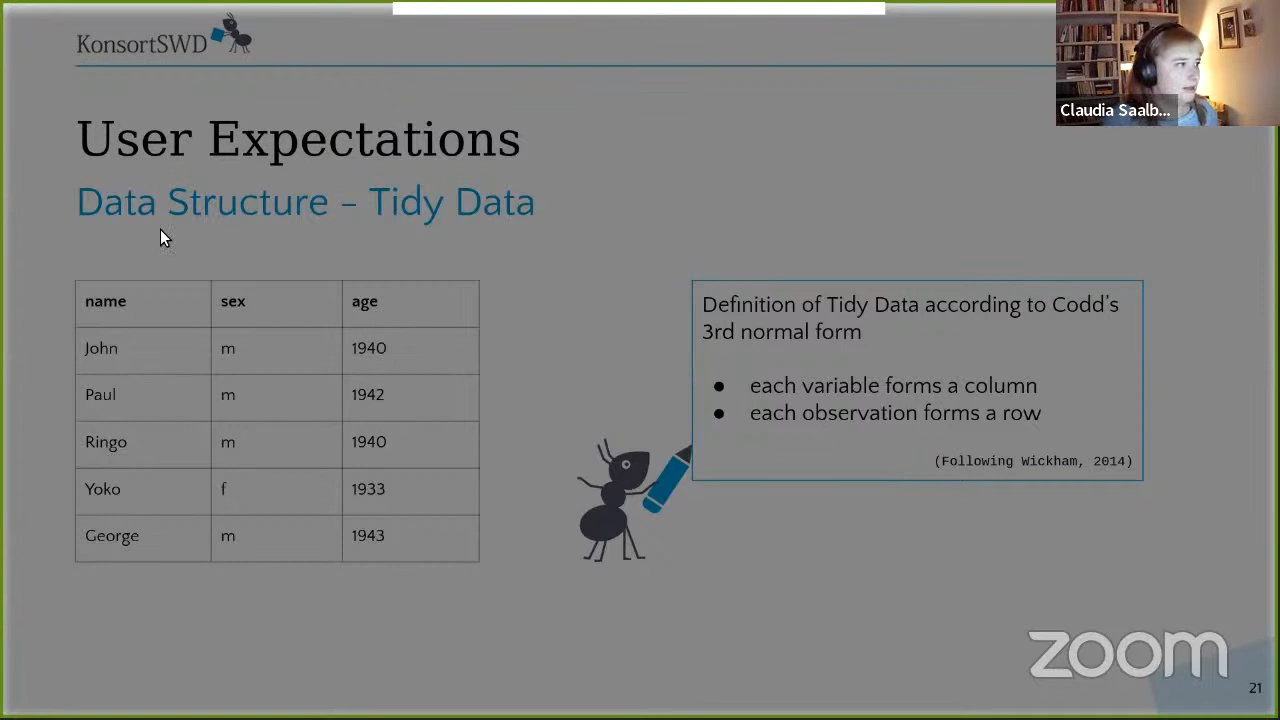 KonsortSWD
Claudia Saalb...
User Expectations
Data Structure – Tidy Data
name sex age
John m 1940
Paul m 1942
Ringo m 1940
Yoko f 1933
George m 1943
Definition of Tidy Data according to Codd's
3rd normal form
● each variable forms a column
● each observation forms a row
(Following Wickham, 2014)
zoom
21